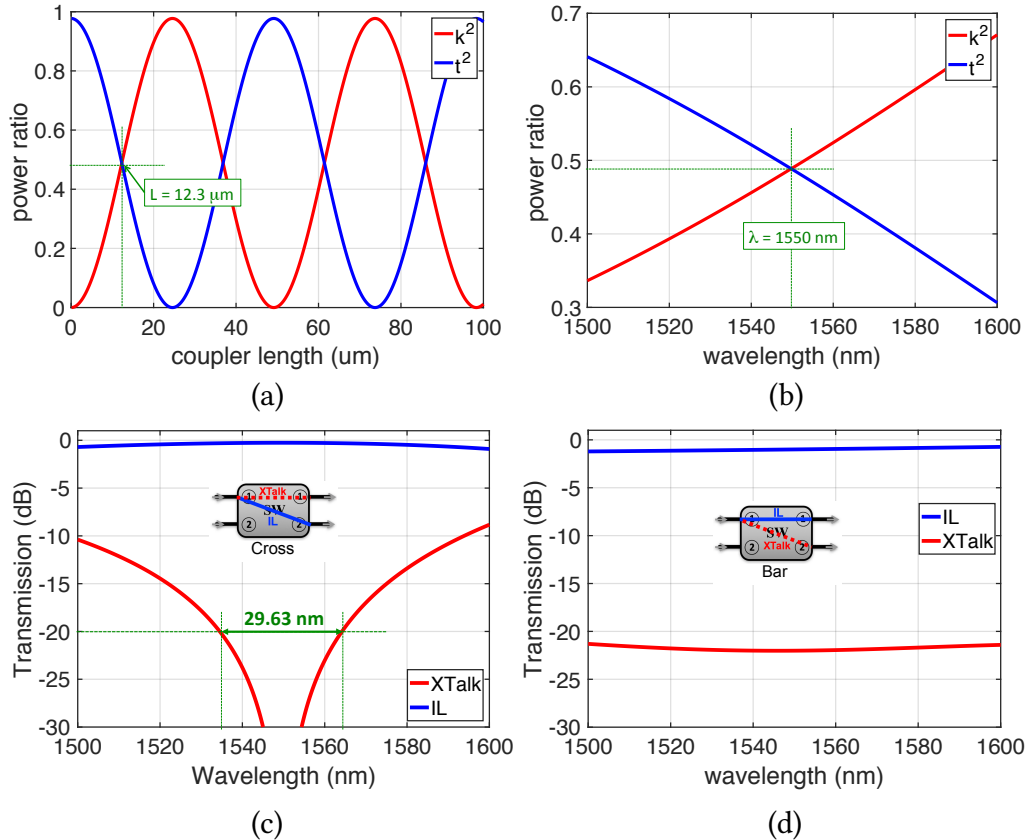 1
0.8
0.6
0.4
0.2
0
power ratio
k²
t²
L = 12.3 μm
0 20 40 60 80 100
coupler length (um)
(a)
0.7
0.6
0.5
0.4
0.3
power ratio
k²
t²
λ = 1550 nm
1500 1520 1540 1560 1580 1600
wavelength (nm)
(b)
0
-5
-10
-15
-20
-25
-30
Transmission (dB)
XTalk
1 1
SW
IL
2 2
Cross
29.63 nm
XTalk
IL
1500 1520 1540 1560 1580 1600
Wavelength (nm)
(c)
0
-5
-10
-15
-20
-25
-30
Transmission (dB)
IL
1 1
SW
XTalk
2 2
Bar
IL
XTalk
1500 1520 1540 1560 1580 1600
wavelength (nm)
(d)